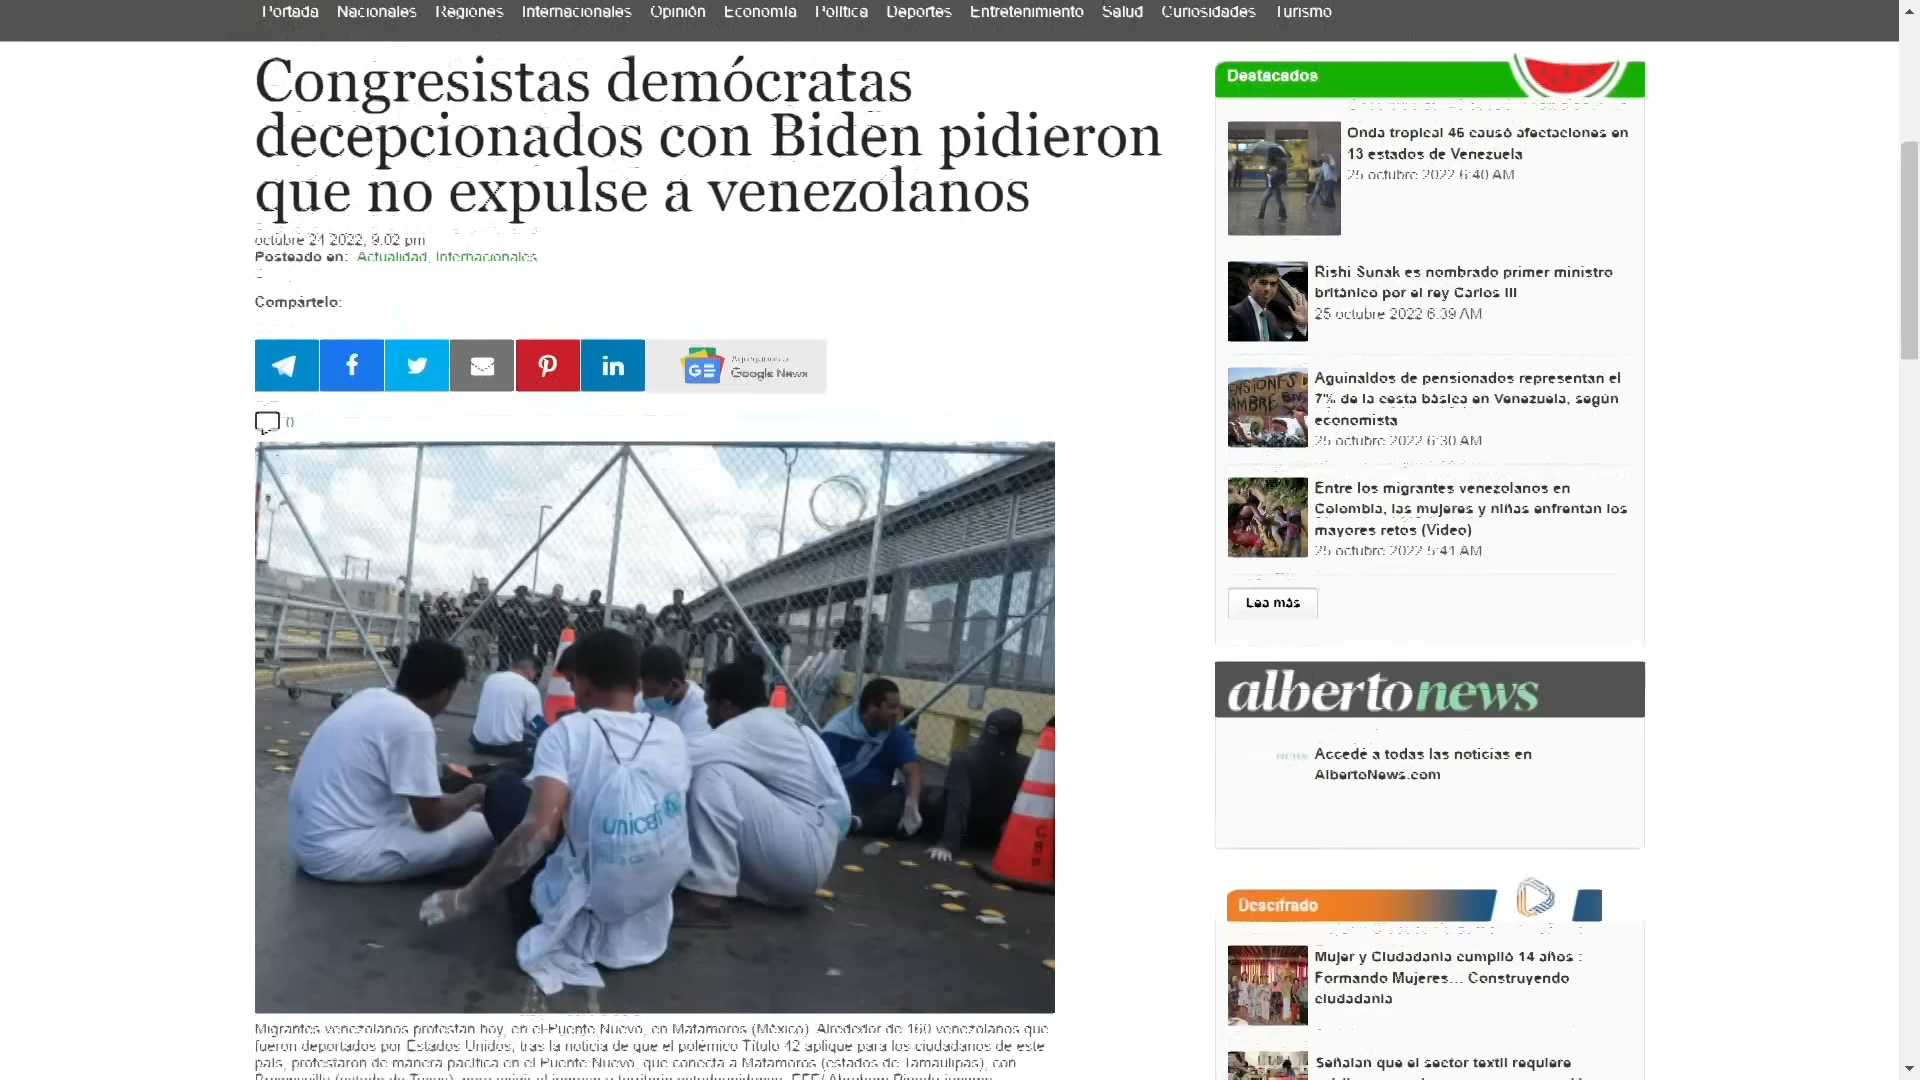 Portada Nacionales Regiones Internacionales Opinión Economía Política Deportes Entretenimiento Salud Curiosidades Turismo
Congresistas demócratas
decepcionados con Biden pidieron
que no expulse a venezolanos
octubre 24 2022, 9:02 pm
Posteado en: Actualidad, Internacionales
Compártelo:
Agréganos a
Google News
0
unicef
Migrantes venezolanos protestan hoy, en el Puente Nuevo, en Matamoros (México). Alrededor de 160 venezolanos que
fueron deportados por Estados Unidos, tras la noticia de que el polémico Título 42 aplique para los ciudadanos de este
país, protestaron de manera pacífica en el Puente Nuevo, que conecta a Matamoros (estados de Tamaulipas), con
Destacados
Onda tropical 46 causó afectaciones en
13 estados de Venezuela
25 octubre 2022 6:40 AM
Rishi Sunak es nombrado primer ministro
británico por el rey Carlos III
25 octubre 2022 6:39 AM
Aguinaldos de pensionados representan el
7% de la cesta básica en Venezuela, según
economista
25 octubre 2022 6:30 AM
Entre los migrantes venezolanos en
Colombia, las mujeres y niñas enfrentan los
mayores retos (Video)
25 octubre 2022 5:41 AM
Lea más
albertonews
Accedé a todas las noticias en
AlbertoNews.com
Descifrado
Mujer y Ciudadanía cumplió 14 años :
Formando Mujeres... Construyendo
ciudadanía
Señalan que el sector textil requiere